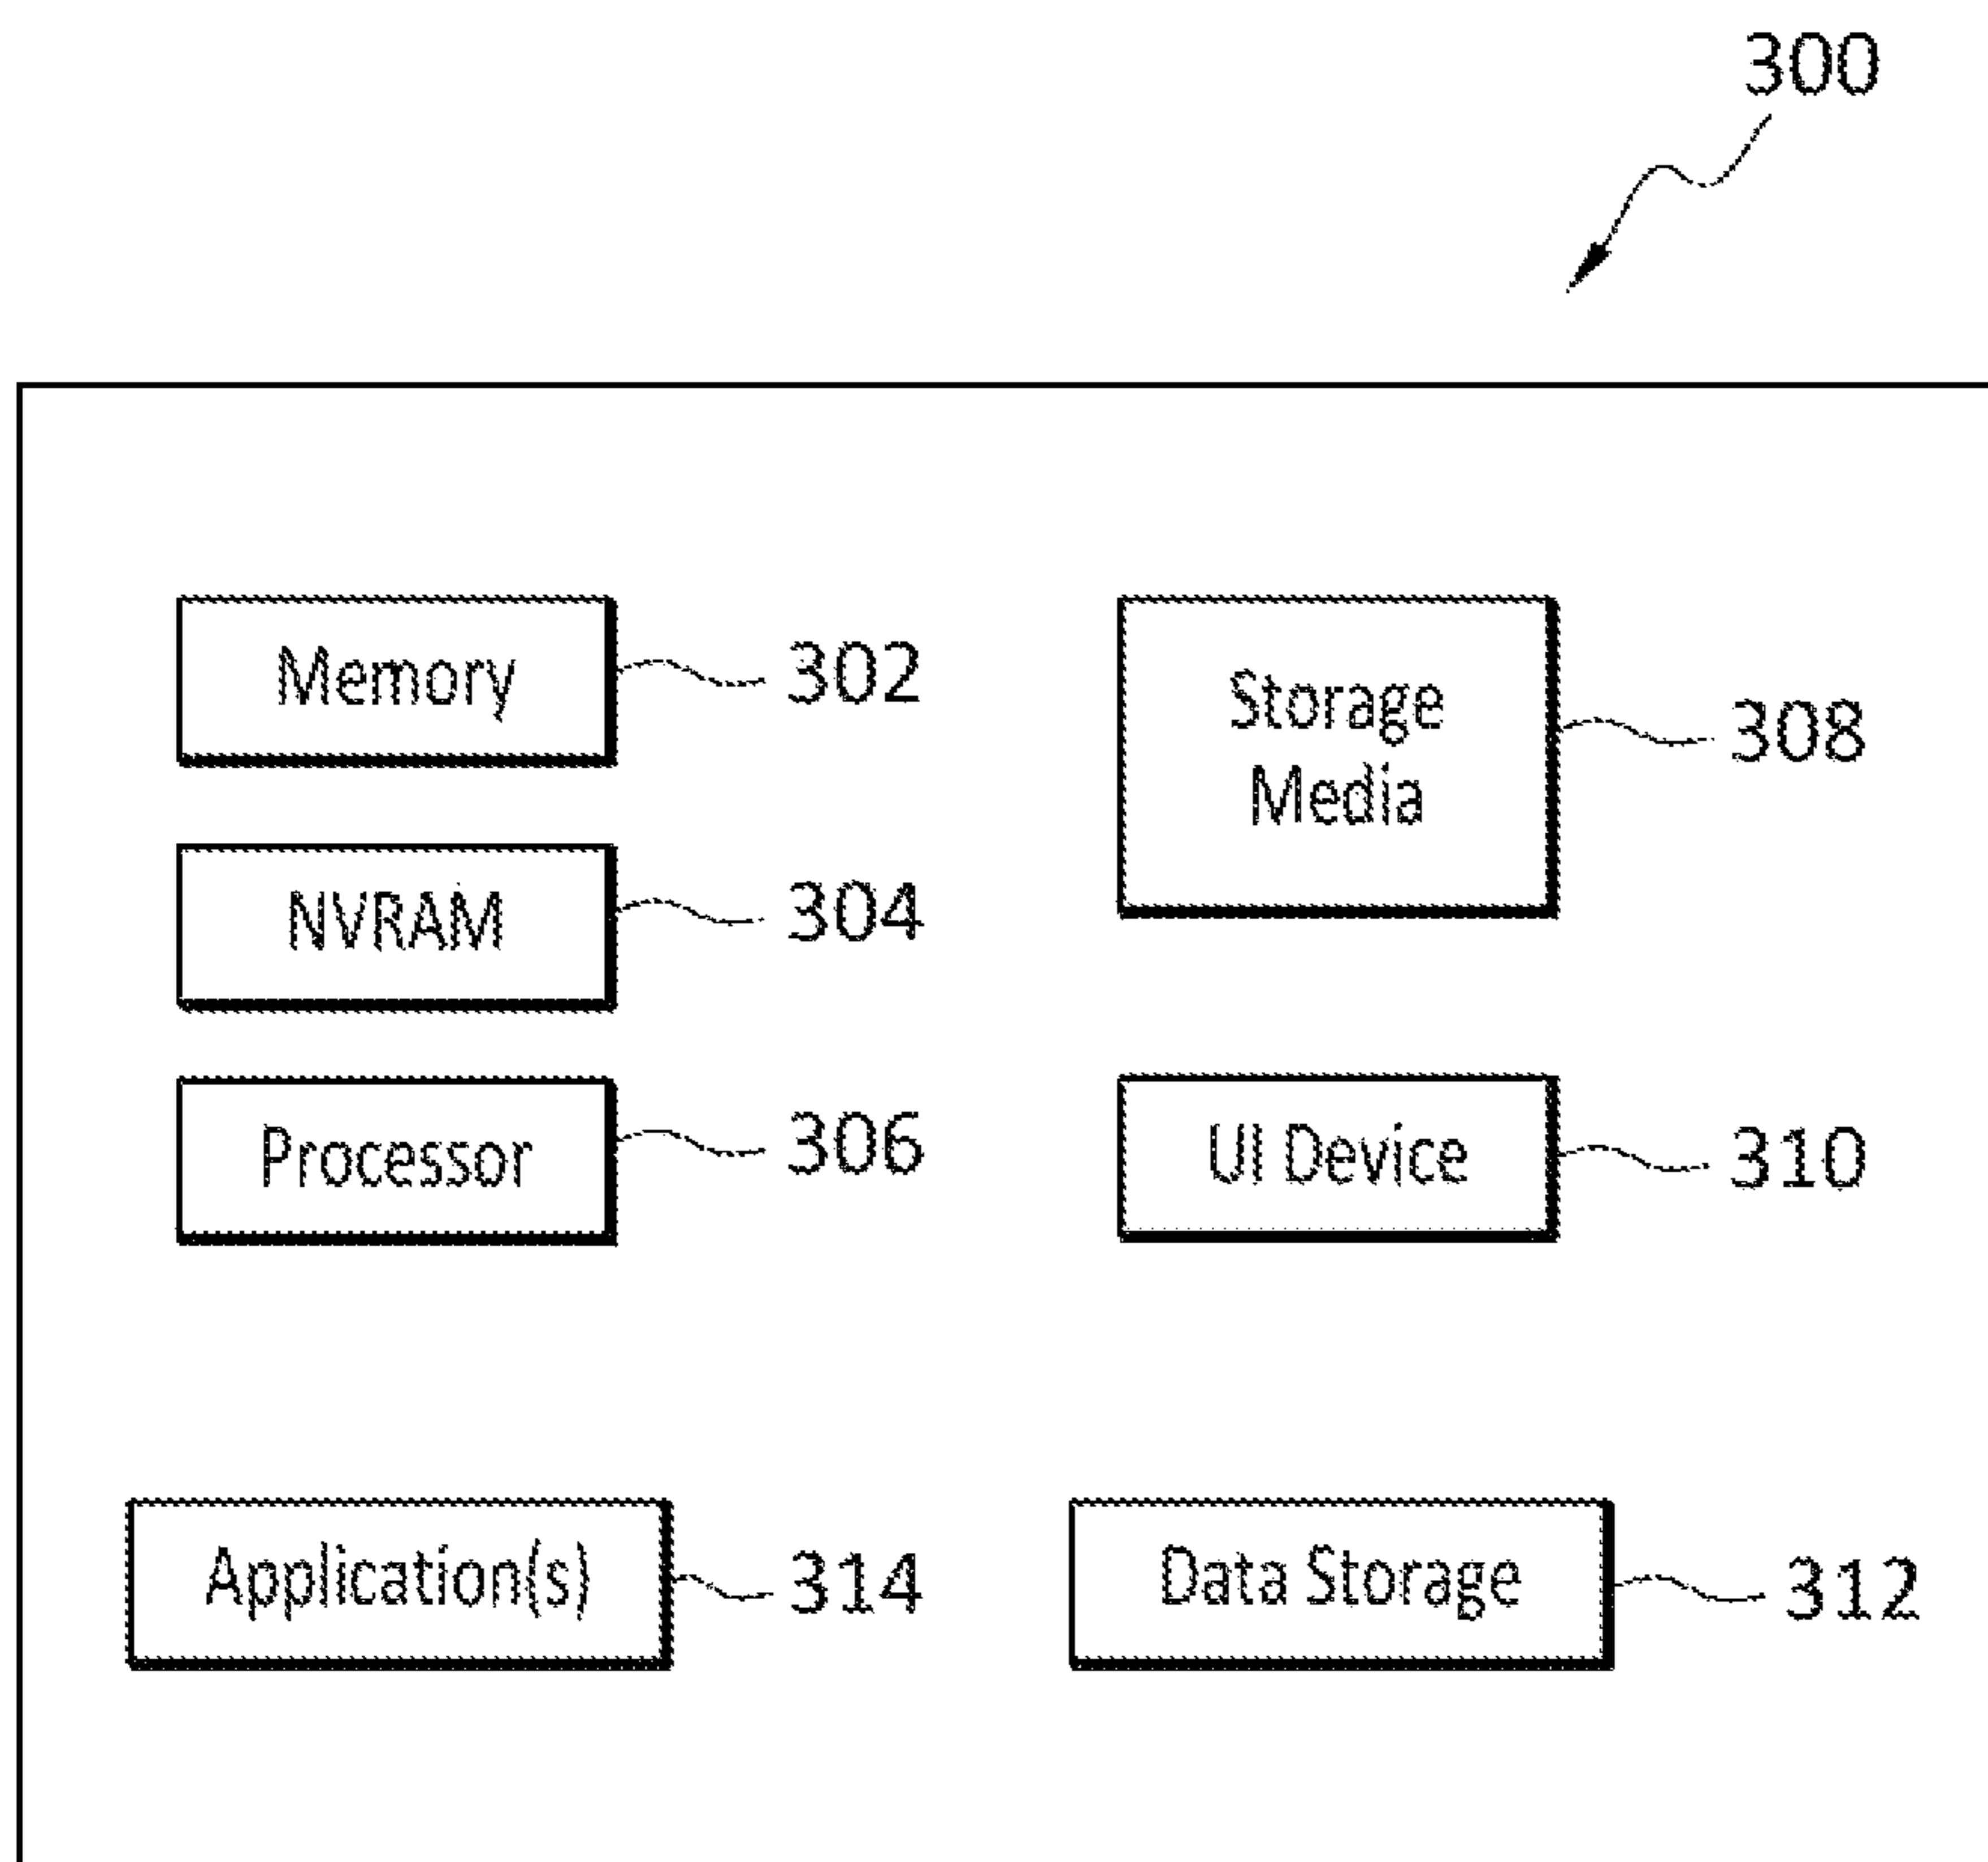 300
Memory 302
Storage
Media
308
NVRAM 304
Processor 306
UI Device 310
Application(s) 314
Data Storage 312